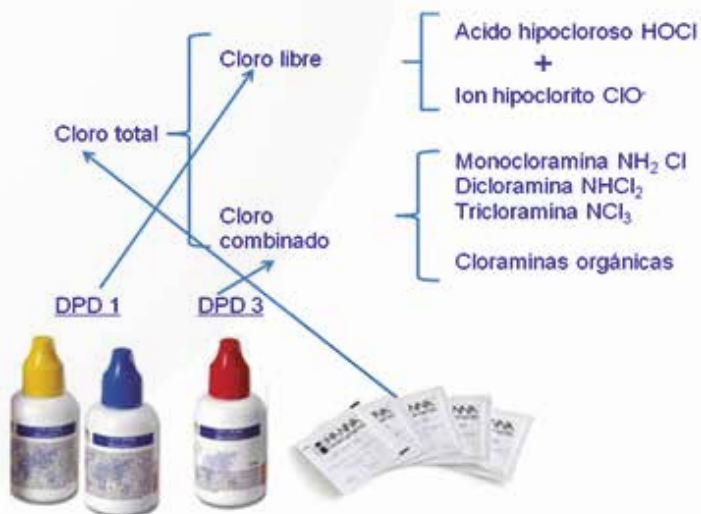 Cloro libre
Acido hipocloroso HOCl
+
Ion hipoclorito ClO-
Cloro total
Monocloramina NH₂ Cl
Dicloramina NHCl₂
Tricloramina NCl₃
Cloro
combinado
Cloraminas orgánicas
DPD 1
DPD 3
HANNA